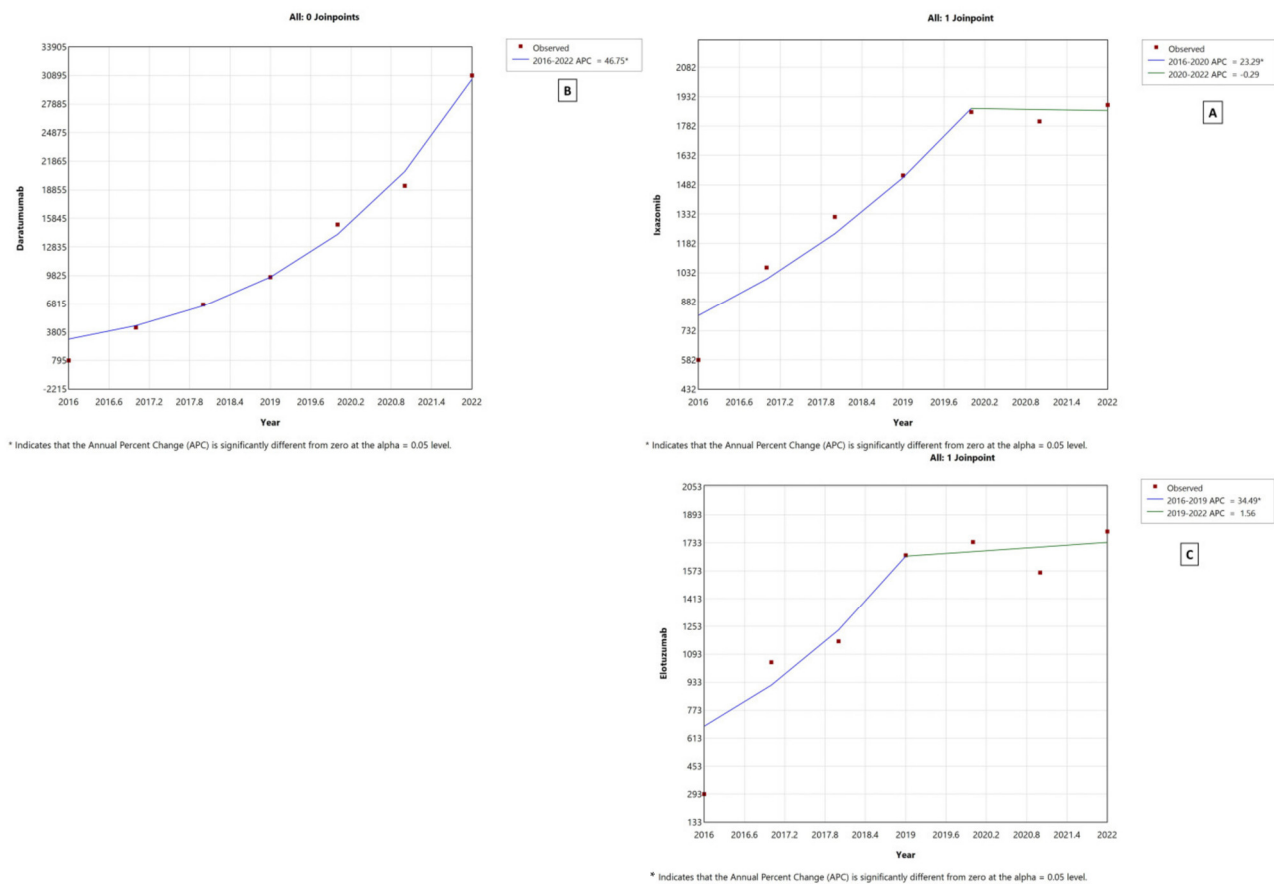 All: 0 Joinpoints
33905
30895
27885
24875
21865
18855
15845
12835
9825
6815
3805
795
-2215
Daratumumab
2016 2016.6 2017.2 2017.8 2018.4 2019 2019.6 2020.2 2020.8 2021.4 2022
Year
Observed
2016-2022 APC = 46.75*
B
* Indicates that the Annual Percent Change (APC) is significantly different from zero at the alpha = 0.05 level.
All: 1 Joinpoint
2082
1932
1782
1632
1482
1332
1182
1032
882
732
582
432
Ixazomib
2016 2016.6 2017.2 2017.8 2018.4 2019 2019.6 2020.2 2020.8 2021.4 2022
Year
Observed
2016-2020 APC = 23.29*
2020-2022 APC = -0.29
A
* Indicates that the Annual Percent Change (APC) is significantly different from zero at the alpha = 0.05 level.
All: 1 Joinpoint
2053
1893
1733
1573
1413
1253
1093
933
773
613
453
293
133
Elotuzumab
2016 2016.6 2017.2 2017.8 2018.4 2019 2019.6 2020.2 2020.8 2021.4 2022
Year
Observed
2016-2019 APC = 34.49*
2019-2022 APC = 1.56
C
* Indicates that the Annual Percent Change (APC) is significantly different from zero at the alpha = 0.05 level.